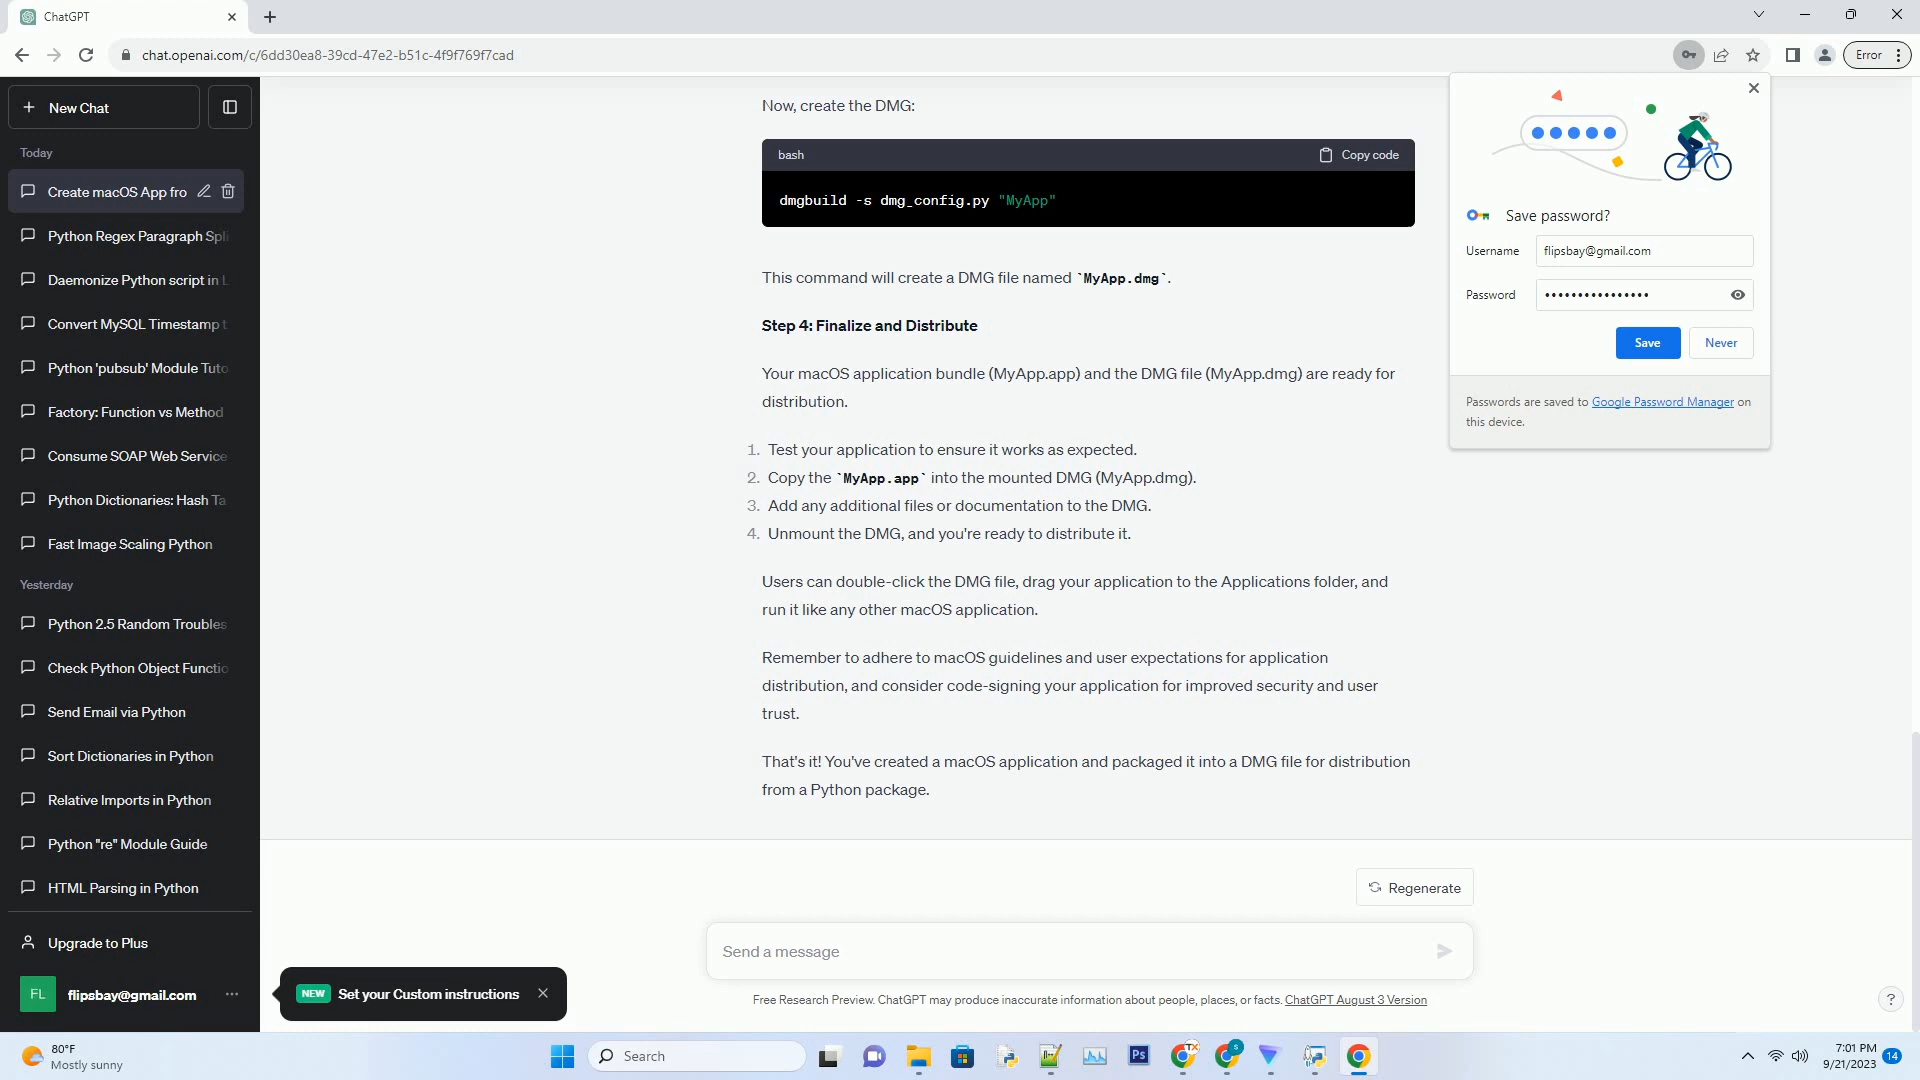 ChatGPT
chat.openai.com/c/6dd30ea8-39cd-47e2-b51c-4f9f769f7cad
Error
New Chat
Today
Create macOS App fro
Python Regex Paragraph Spli
Daemonize Python script in L
Convert MySQL Timestamp t
Python 'pubsub' Module Tuto
Factory: Function vs Method
Consume SOAP Web Service
Python Dictionaries: Hash Ta
Fast Image Scaling Python
Yesterday
Python 2.5 Random Troubles
Check Python Object Functio
Send Email via Python
Sort Dictionaries in Python
Relative Imports in Python
Python "re" Module Guide
HTML Parsing in Python
Upgrade to Plus
FL
flipsbay@gmail.com
NEW Set your Custom instructions
Now, create the DMG:
bash
Copy code
dmgbuild -s dmg_config.py "MyApp"
This command will create a DMG file named `MyApp.dmg`.
Step 4: Finalize and Distribute
Your macOS application bundle (MyApp.app) and the DMG file (MyApp.dmg) are ready for
distribution.
1. Test your application to ensure it works as expected.
2. Copy the `MyApp.app` into the mounted DMG (MyApp.dmg).
3. Add any additional files or documentation to the DMG.
4. Unmount the DMG, and you're ready to distribute it.
Users can double-click the DMG file, drag your application to the Applications folder, and
run it like any other macOS application.
Remember to adhere to macOS guidelines and user expectations for application
distribution, and consider code-signing your application for improved security and user
trust.
That's it! You've created a macOS application and packaged it into a DMG file for distribution
from a Python package.
Regenerate
Send a message
Free Research Preview. ChatGPT may produce inaccurate information about people, places, or facts. ChatGPT August 3 Version
?
Save password?
Username flipsbay@gmail.com
Password ••••••••••••••••
Save
Never
Passwords are saved to Google Password Manager on
this device.
80°F
Mostly sunny
Search
Ps
TX
S
7:01 PM
9/21/2023
14